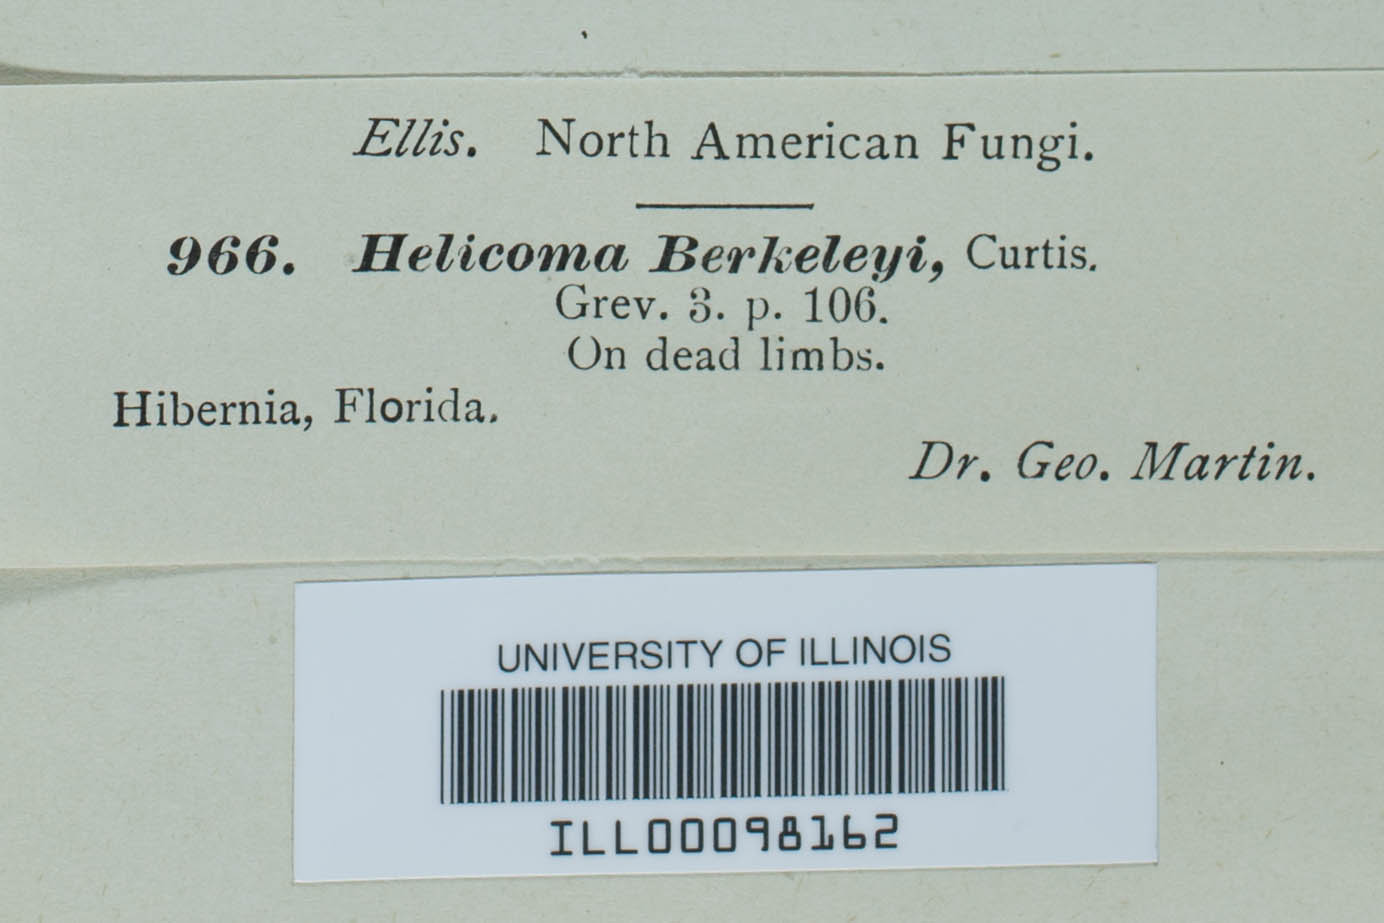 Ellis. North American Fungi.
966. Helicoma Berkeleyi, Curtis.
Grev. 3. p. 106.
On dead limbs.
Hibernia, Florida.
Dr. Geo. Martin.
UNIVERSITY OF ILLINOIS
ILL00098162